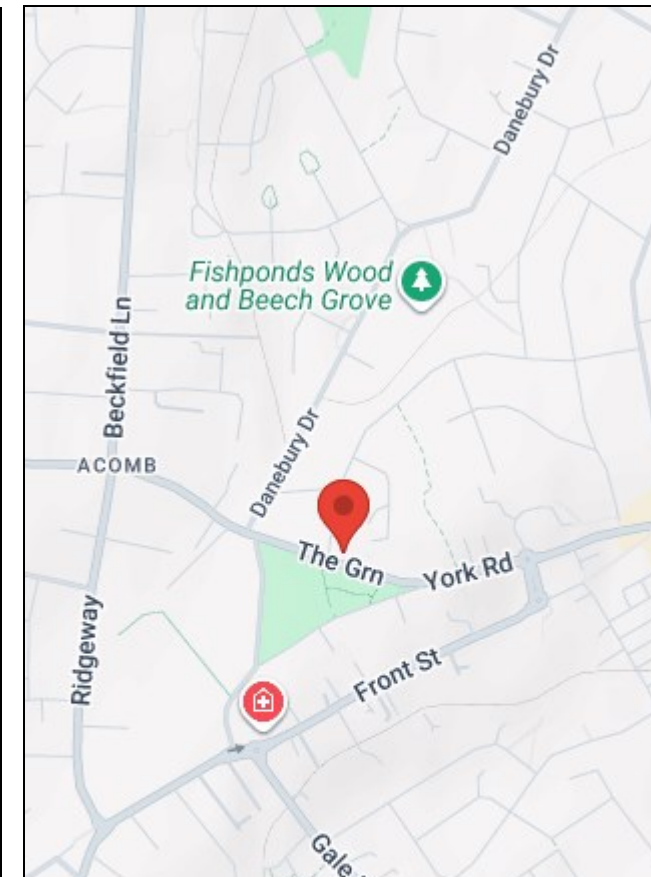 Danebury Dr
Fishponds Wood
and Beech Grove
Beckfield Ln
Danebury Dr
ACOMB
The Grn
York Rd
Ridgeway
Front St